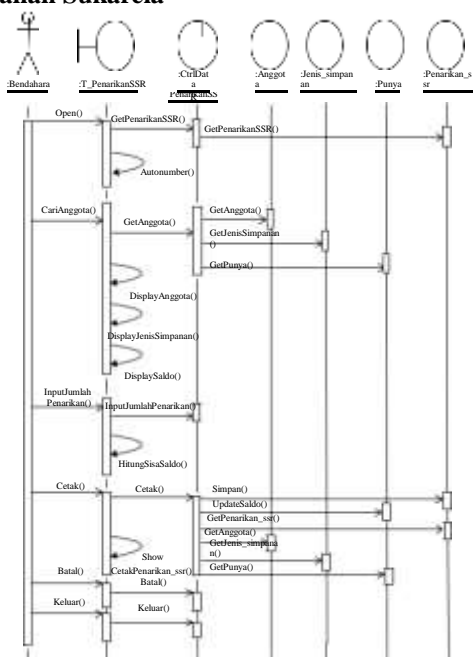 Sukarela
:Bendahara
:T_PenarikanSSR
:CtrlDat
a
PenarikanSS
R
:Anggot
a
:Jenis_simpan
an
:Punya
:Penarikan_s
sr
Open()
GetPenarikanSSR()
GetPenarikanSSR()
Autonumber()
CariAnggota()
GetAnggota()
GetAnggota()
GetJenisSimpanan
()
GetPunya()
DisplayAnggota()
DisplayJenisSimpanan()
DisplaySaldo()
InputJumlah
Penarikan()
InputJumlahPenarikan()
HitungSisaSaldo()
Cetak()
Cetak()
Simpan()
UpdateSaldo()
GetPenarikan_ssr()
GetAnggota()
GetJenis_simpana
n()
Show
CetakPenarikan_ssr()
GetPunya()
Batal()
Batal()
Keluar()
Keluar()